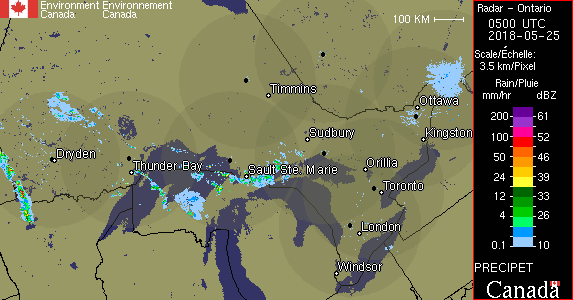 Environment Environnement
Canada Canada
100 KM
Timmins
Ottawa
Sudbury
Kingston
Dryden
Thunder Bay
Sault Ste. Marie
Orillia
Toronto
London
Windsor
Radar - Ontario
0500 UTC
2018-05-25
Scale/Échelle:
3.5 km/Pixel
Rain/Pluie
mm/hr dBZ
200 61
100 52
50 46
24 39
12 33
4 26
1 18
0.1 10
PRECIPET
Canada